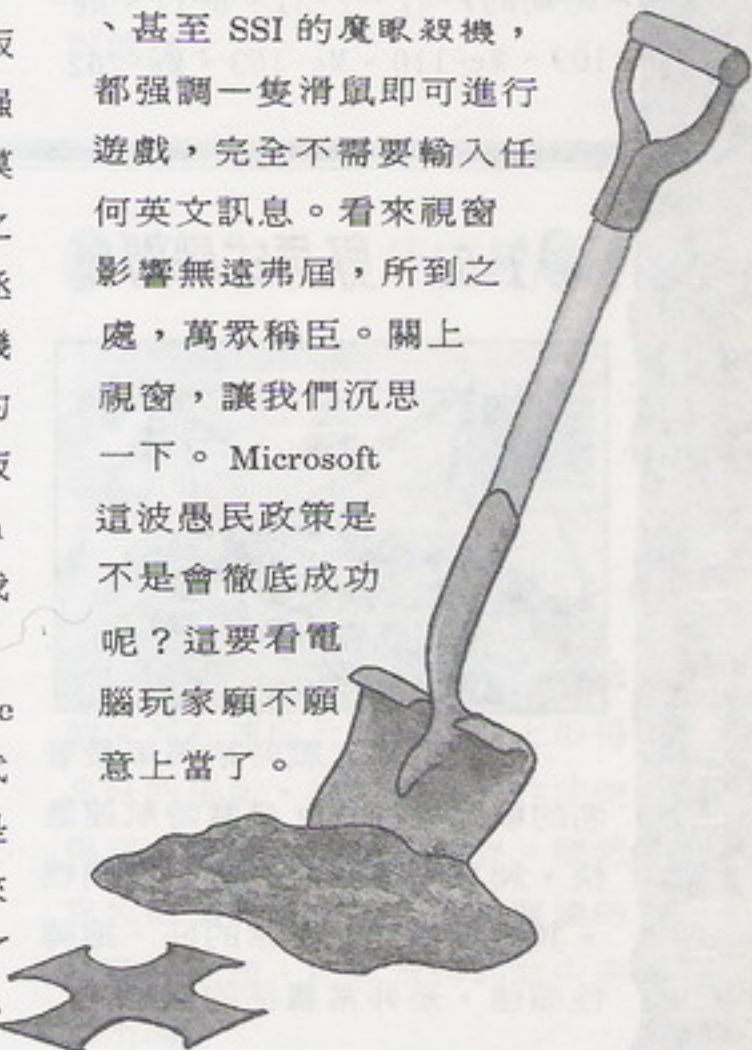 、甚至 SSI 的魔眼殺機，
都强調一隻滑鼠即可進行
遊戲，完全不需要輸入任
何英文訊息。看來視窗
影響無遠弗屆，所到之
處，萬眾稱臣。關上
視窗，讓我們沉思
一下。 Microsoft
這波愚民政策是
不是會徹底成功
呢？這要看電
腦玩家願不願
意上當了。